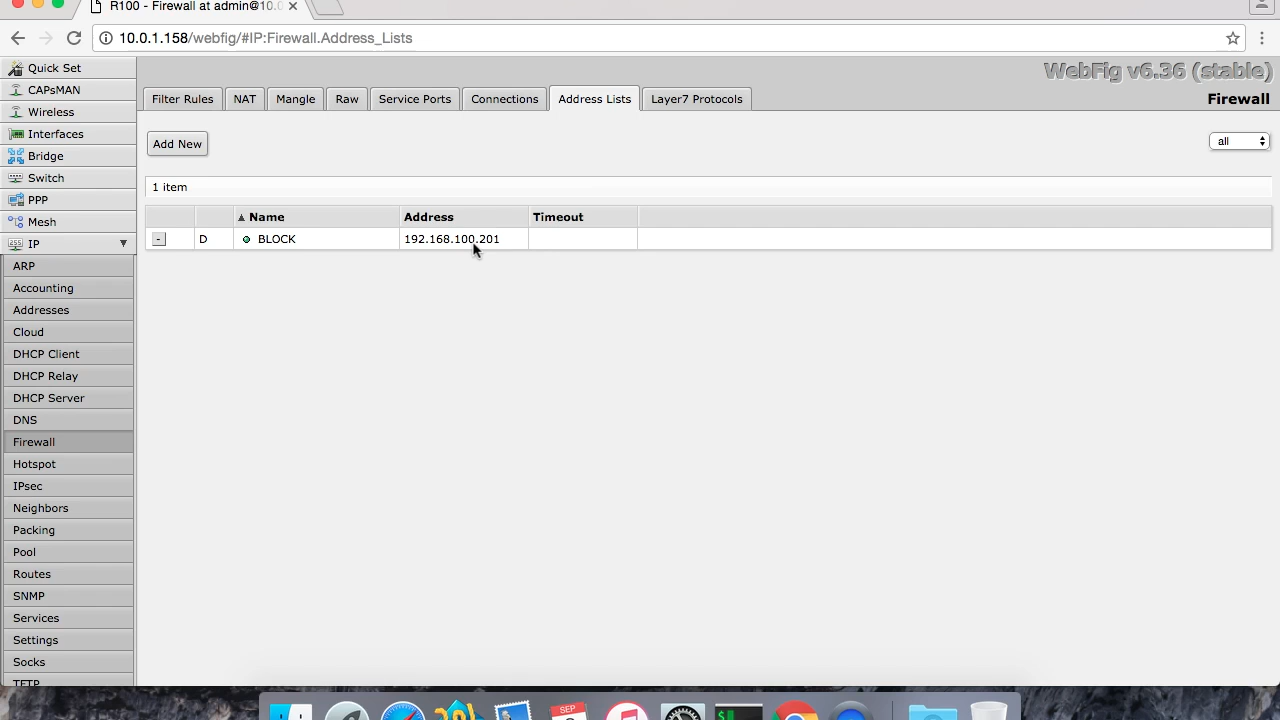 R100 - Firewall at admin@10.0
10.0.1.158/webfig/#IP:Firewall.Address_Lists
WebFig v6.36 (stable)
Firewall
Quick Set
CAPsMAN
Wireless
Interfaces
Bridge
Switch
PPP
Mesh
IP
ARP
Accounting
Addresses
Cloud
DHCP Client
DHCP Relay
DHCP Server
DNS
Firewall
Hotspot
IPsec
Neighbors
Packing
Pool
Routes
SNMP
Services
Settings
Socks
TFTP
Filter Rules NAT Mangle Raw Service Ports Connections Address Lists Layer7 Protocols
Add New
all
1 item
Name Address Timeout
- D BLOCK 192.168.100.201
SEP